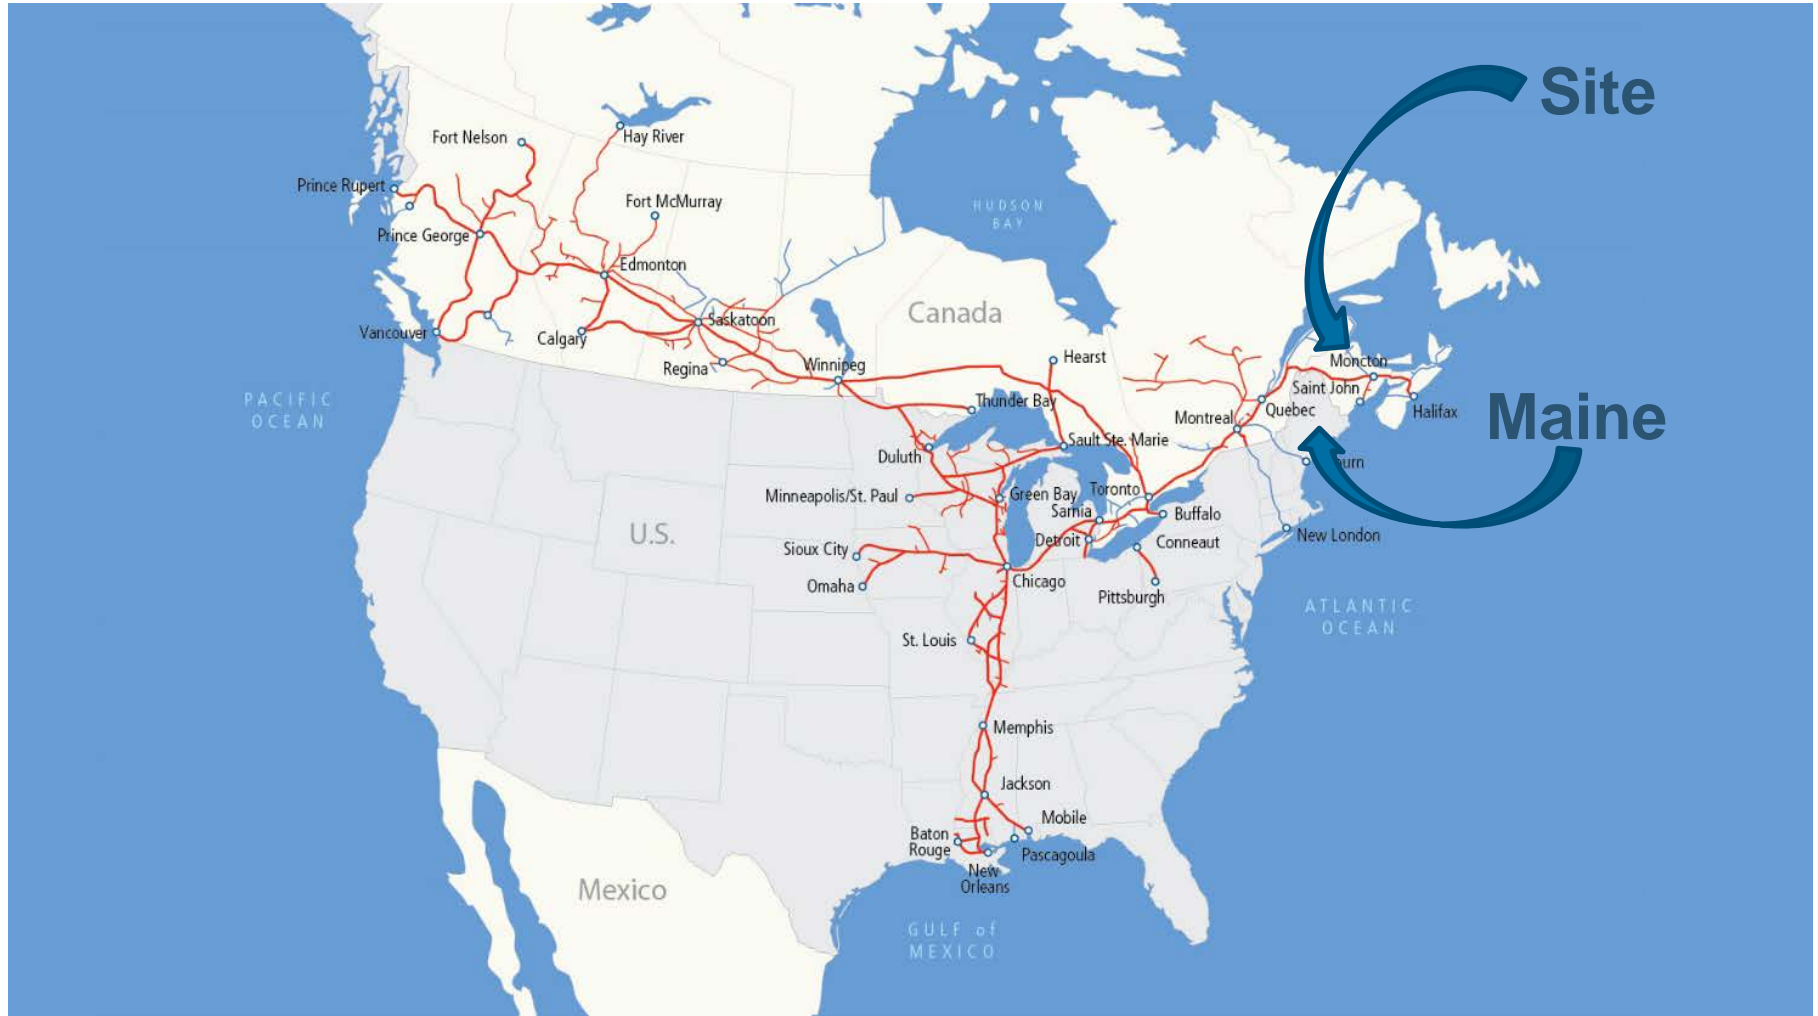 Site
Fort Nelson
Hay River
Prince Rupert
Fort McMurray
HUDSON
BAY
Prince George
Edmonton
Canada
Vancouver
Calgary
Saskatoon
Regina
Winnipeg
Hearst
Moncton
Saint John
Thunder Bay
Montreal
Quebec
Halifax
PACIFIC
OCEAN
Maine
Sault Ste. Marie
Duluth
Minneapolis/St. Paul
Green Bay
Toronto
Sarnia
Buffalo
U.S.
Detroit
Conneaut
New London
Sioux City
Omaha
Chicago
Pittsburgh
ATLANTIC
OCEAN
St. Louis
Memphis
Jackson
Mobile
Baton
Rouge
Pascagoula
New
Orleans
Mexico
GULF of
MEXICO